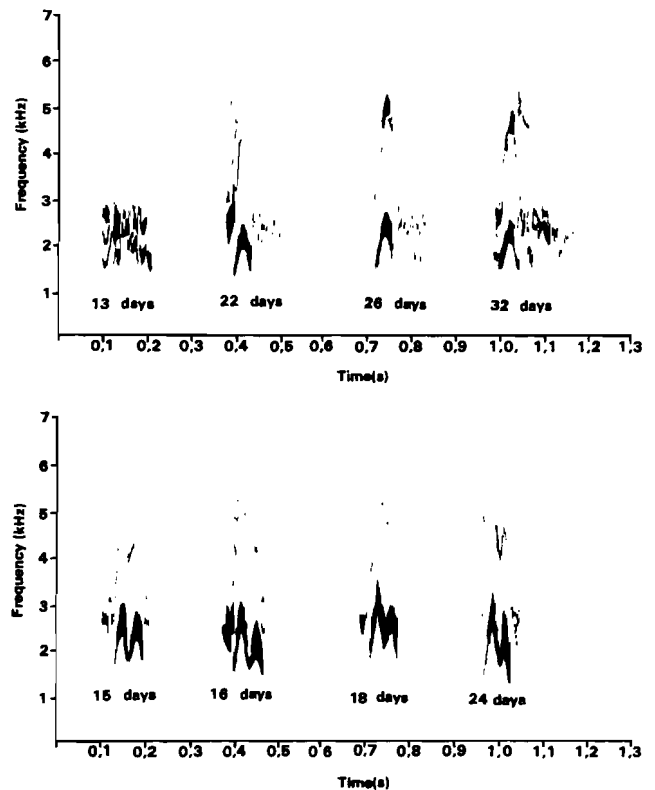 7
6
5
4
3
2
1
Frequency (kHz)
13 days 22 days 26 days 32 days
0,1 0,2 0,3 0,4 0,5 0,6 0,7 0,8 0,9 1,0. 1,1 1,2 1,3
Time(s)
7
6
5
4
3
2
1
Frequency (kHz)
15 days 16 days 18 days 24 days
0,1 0,2 0,3 0,4 0,5 0 6 0,7 0,8 0,9 1,0 1,1 1,2 1,3
Time(s)